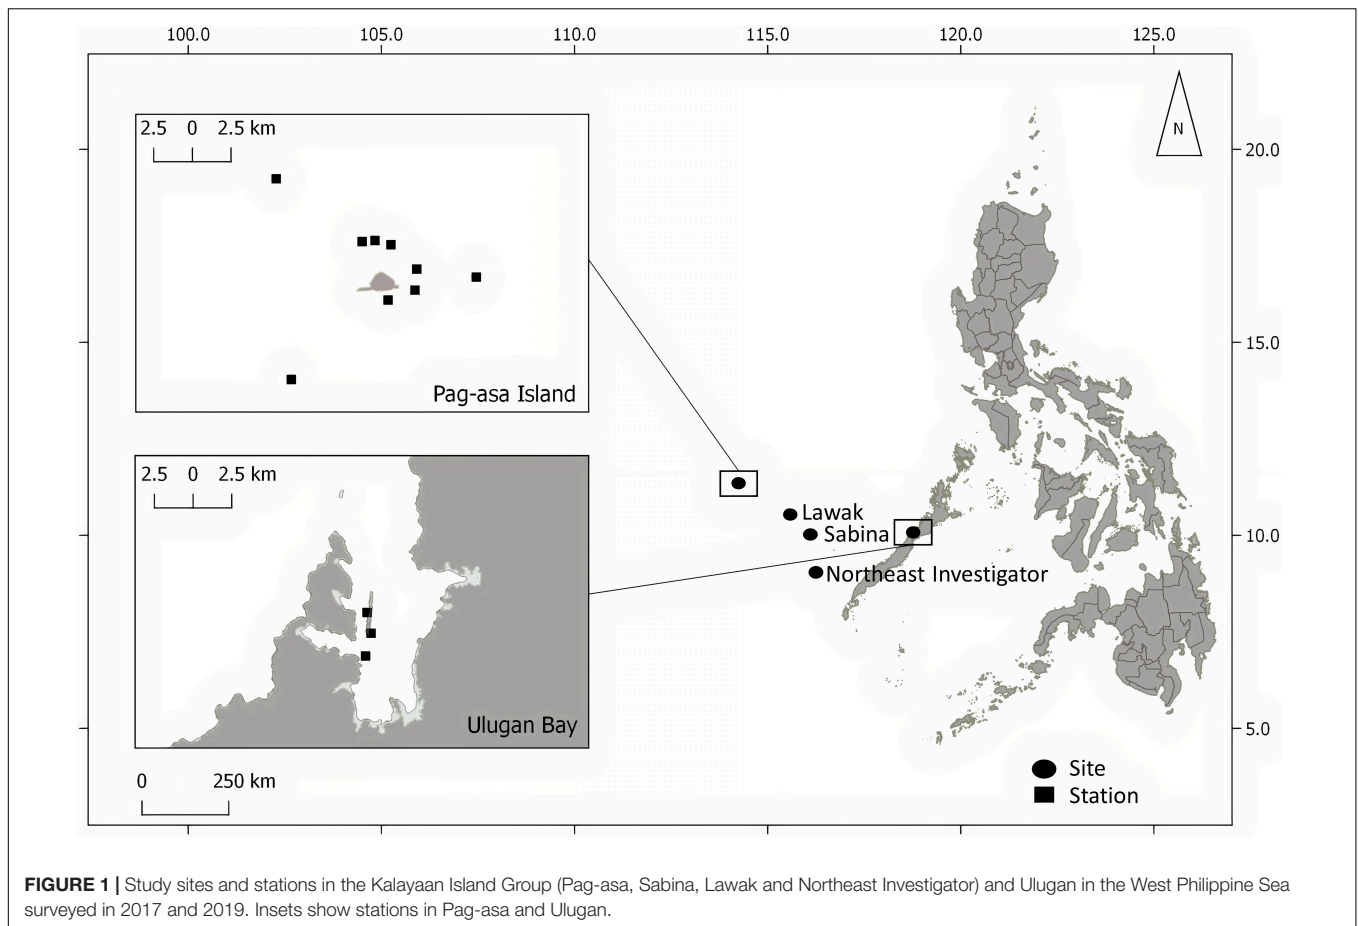 100.0 105.0 110.0 115.0 120.0 125.0
2.5 0 2.5 km
N
20.0
15.0
Pag-asa Island
2.5 0 2.5 km
Lawak
Sabina
10.0
Northeast Investigator
Ulugan Bay
5.0
0 250 km
Site
Station
FIGURE 1 | Study sites and stations in the Kalayaan Island Group (Pag-asa, Sabina, Lawak and Northeast Investigator) and Ulugan in the West Philippine Sea
surveyed in 2017 and 2019. Insets show stations in Pag-asa and Ulugan.